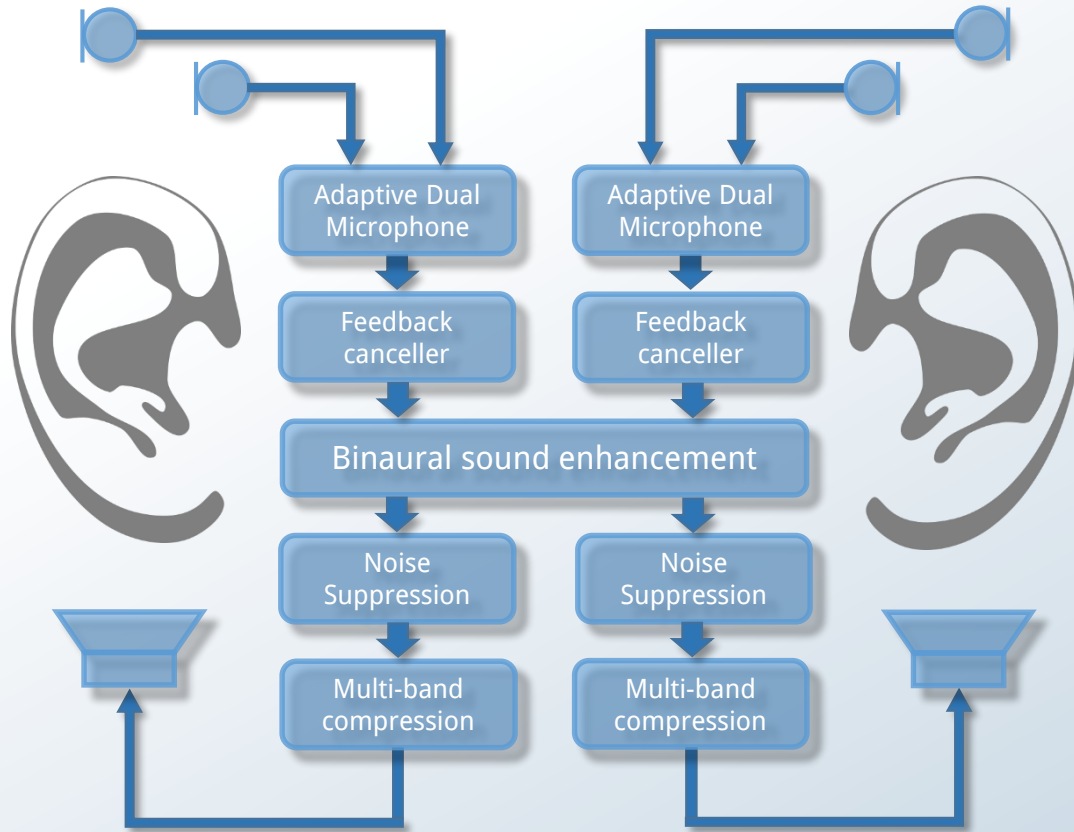 Adaptive Dual
Microphone
Adaptive Dual
Microphone
Feedback
canceller
Feedback
canceller
Binaural sound enhancement
Noise
Suppression
Noise
Suppression
Multi-band
compression
Multi-band
compression